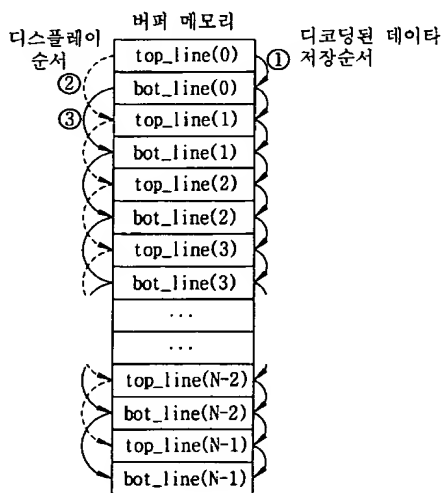 버퍼 메모리
디스플레이
순서
디코딩된 데이타
저장순서
①
②
③
top_line(0)
bot_line(0)
top_line(1)
bot_line(1)
top_line(2)
bot_line(2)
top_line(3)
bot_line(3)
...
...
top_line(N-2)
bot_line(N-2)
top_line(N-1)
bot_line(N-1)